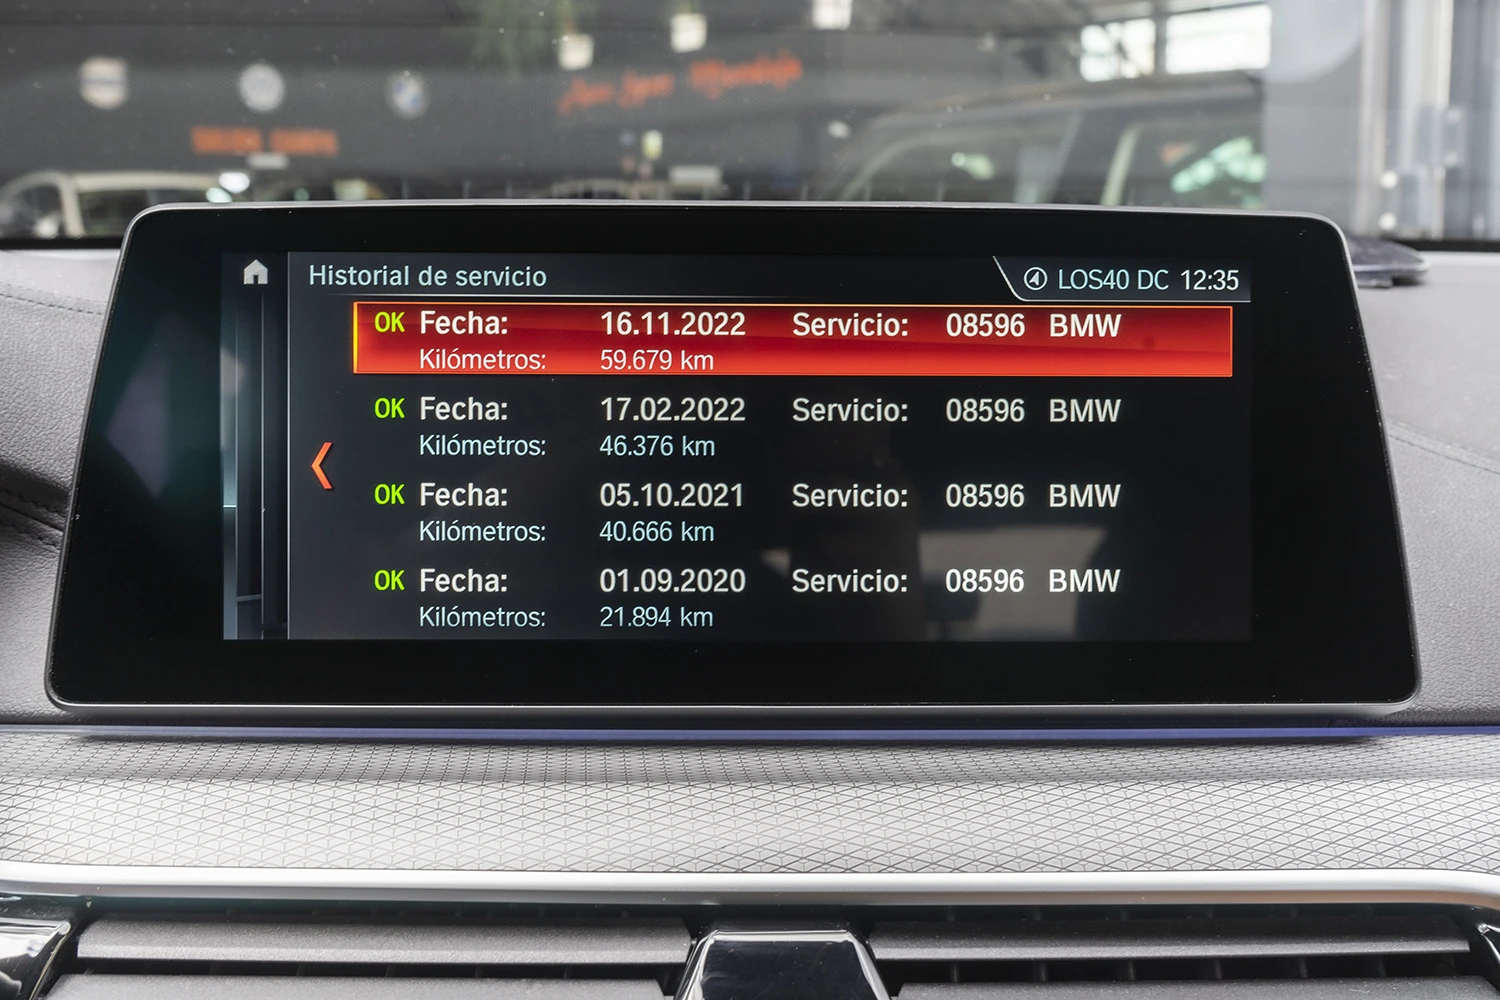 Historial de servicio
LOS40 DC 12:35
OK Fecha: 16.11.2022 Servicio: 08596 BMW
Kilómetros: 59.679 km
OK Fecha: 17.02.2022 Servicio: 08596 BMW
Kilómetros: 46.376 km
OK Fecha: 05.10.2021 Servicio: 08596 BMW
Kilómetros: 40.666 km
OK Fecha: 01.09.2020 Servicio: 08596 BMW
Kilómetros: 21.894 km